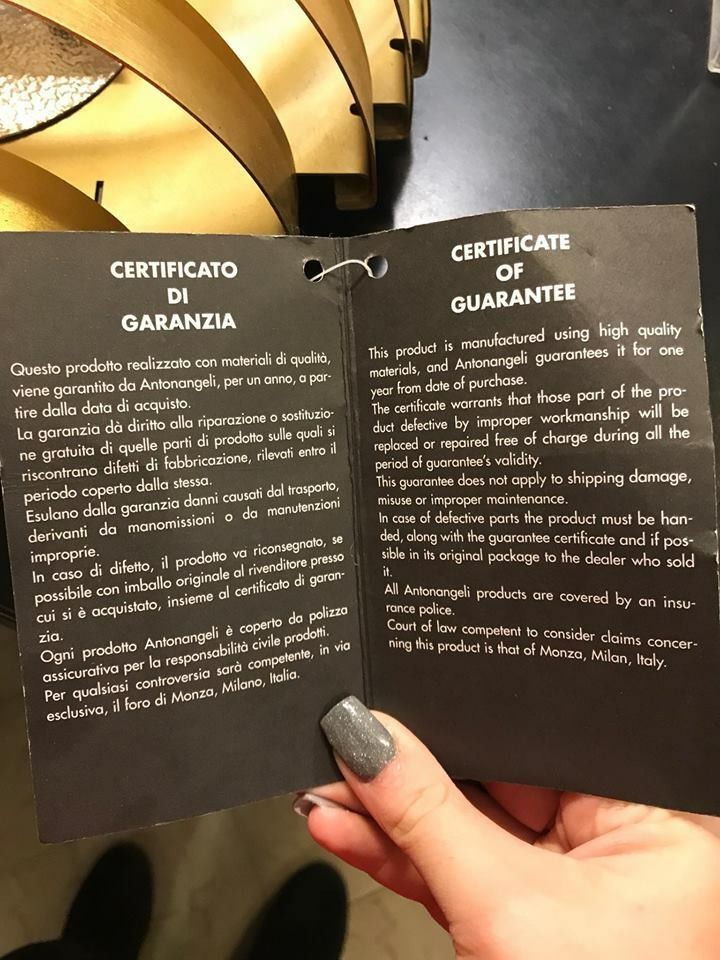 CERTIFICATO
DI
GARANZIA
Questo prodotto realizzato con materiali di qualità,
viene garantito da Antonangeli, per un anno, a par-
tire dalla data di acquisto.
La garanzia dà diritto alla riparazione o sostituzio-
ne gratuita di quelle parti di prodotto sulle quali si
riscontrano difetti di fabbricazione, rilevati entro il
periodo coperto dalla stessa.
Esulano dalla garanzia danni causati dal trasporto,
derivanti da manomissioni o da manutenzioni
improprie.
In caso di difetto, il prodotto va riconsegnato, se
possibile con imballo originale al rivenditore presso
cui si è acquistato, insieme al certificato di garan-
zia.
Ogni prodotto Antonangeli è coperto da polizza
assicurativa per la responsabilità civile prodotti.
Per qualsiasi controversia sarà competente, in via
esclusiva, il foro di Monza, Milano, Italia.
CERTIFICATE
OF
GUARANTEE
This product is manufactured using high quality
materials, and Antonangeli guarantees it for one
year from date of purchase.
The certificate warrants that those part of the pro-
duct defective by improper workmanship will be
replaced or repaired free of charge during all the
period of guarantee's validity.
This guarantee does not apply to shipping damage,
misuse or improper maintenance.
In case of defective parts the product must be han-
ded, along with the guarantee certificate and if pos-
sible in its original package to the dealer who sold
it.
All Antonangeli products are covered by an insu-
rance police.
Court of law competent to consider claims concer-
ning this product is that of Monza, Milan, Italy.